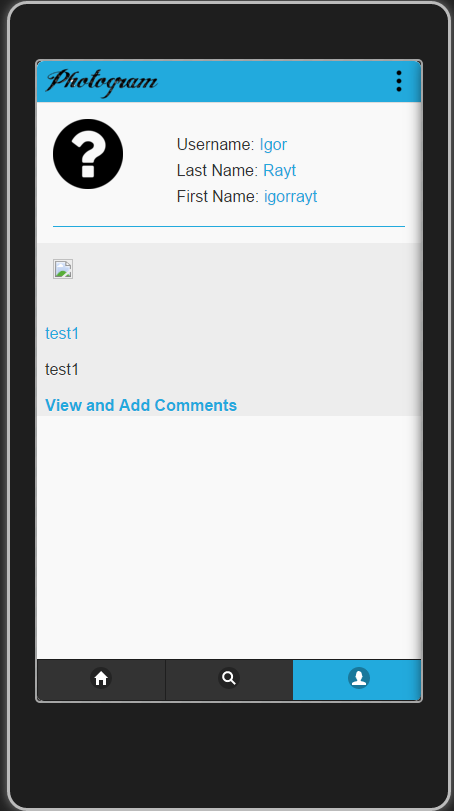 Photogram
Username: Igor
Last Name: Rayt
First Name: igorrayt
test1
test1
View and Add Comments